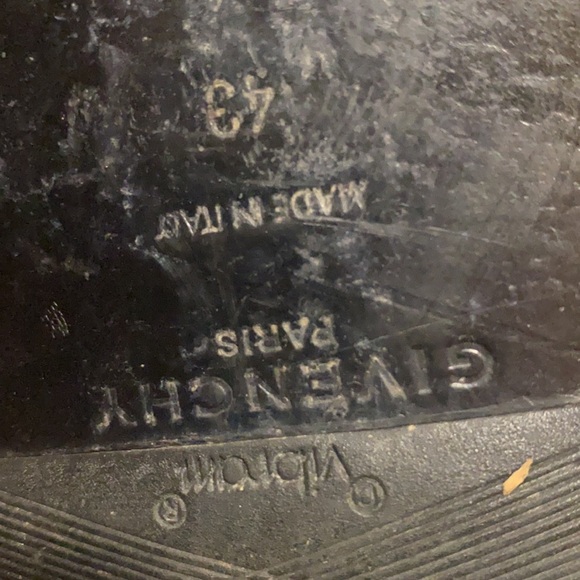 vibram ®
GIVENCHY
PARIS
MADE IN ITALY
43